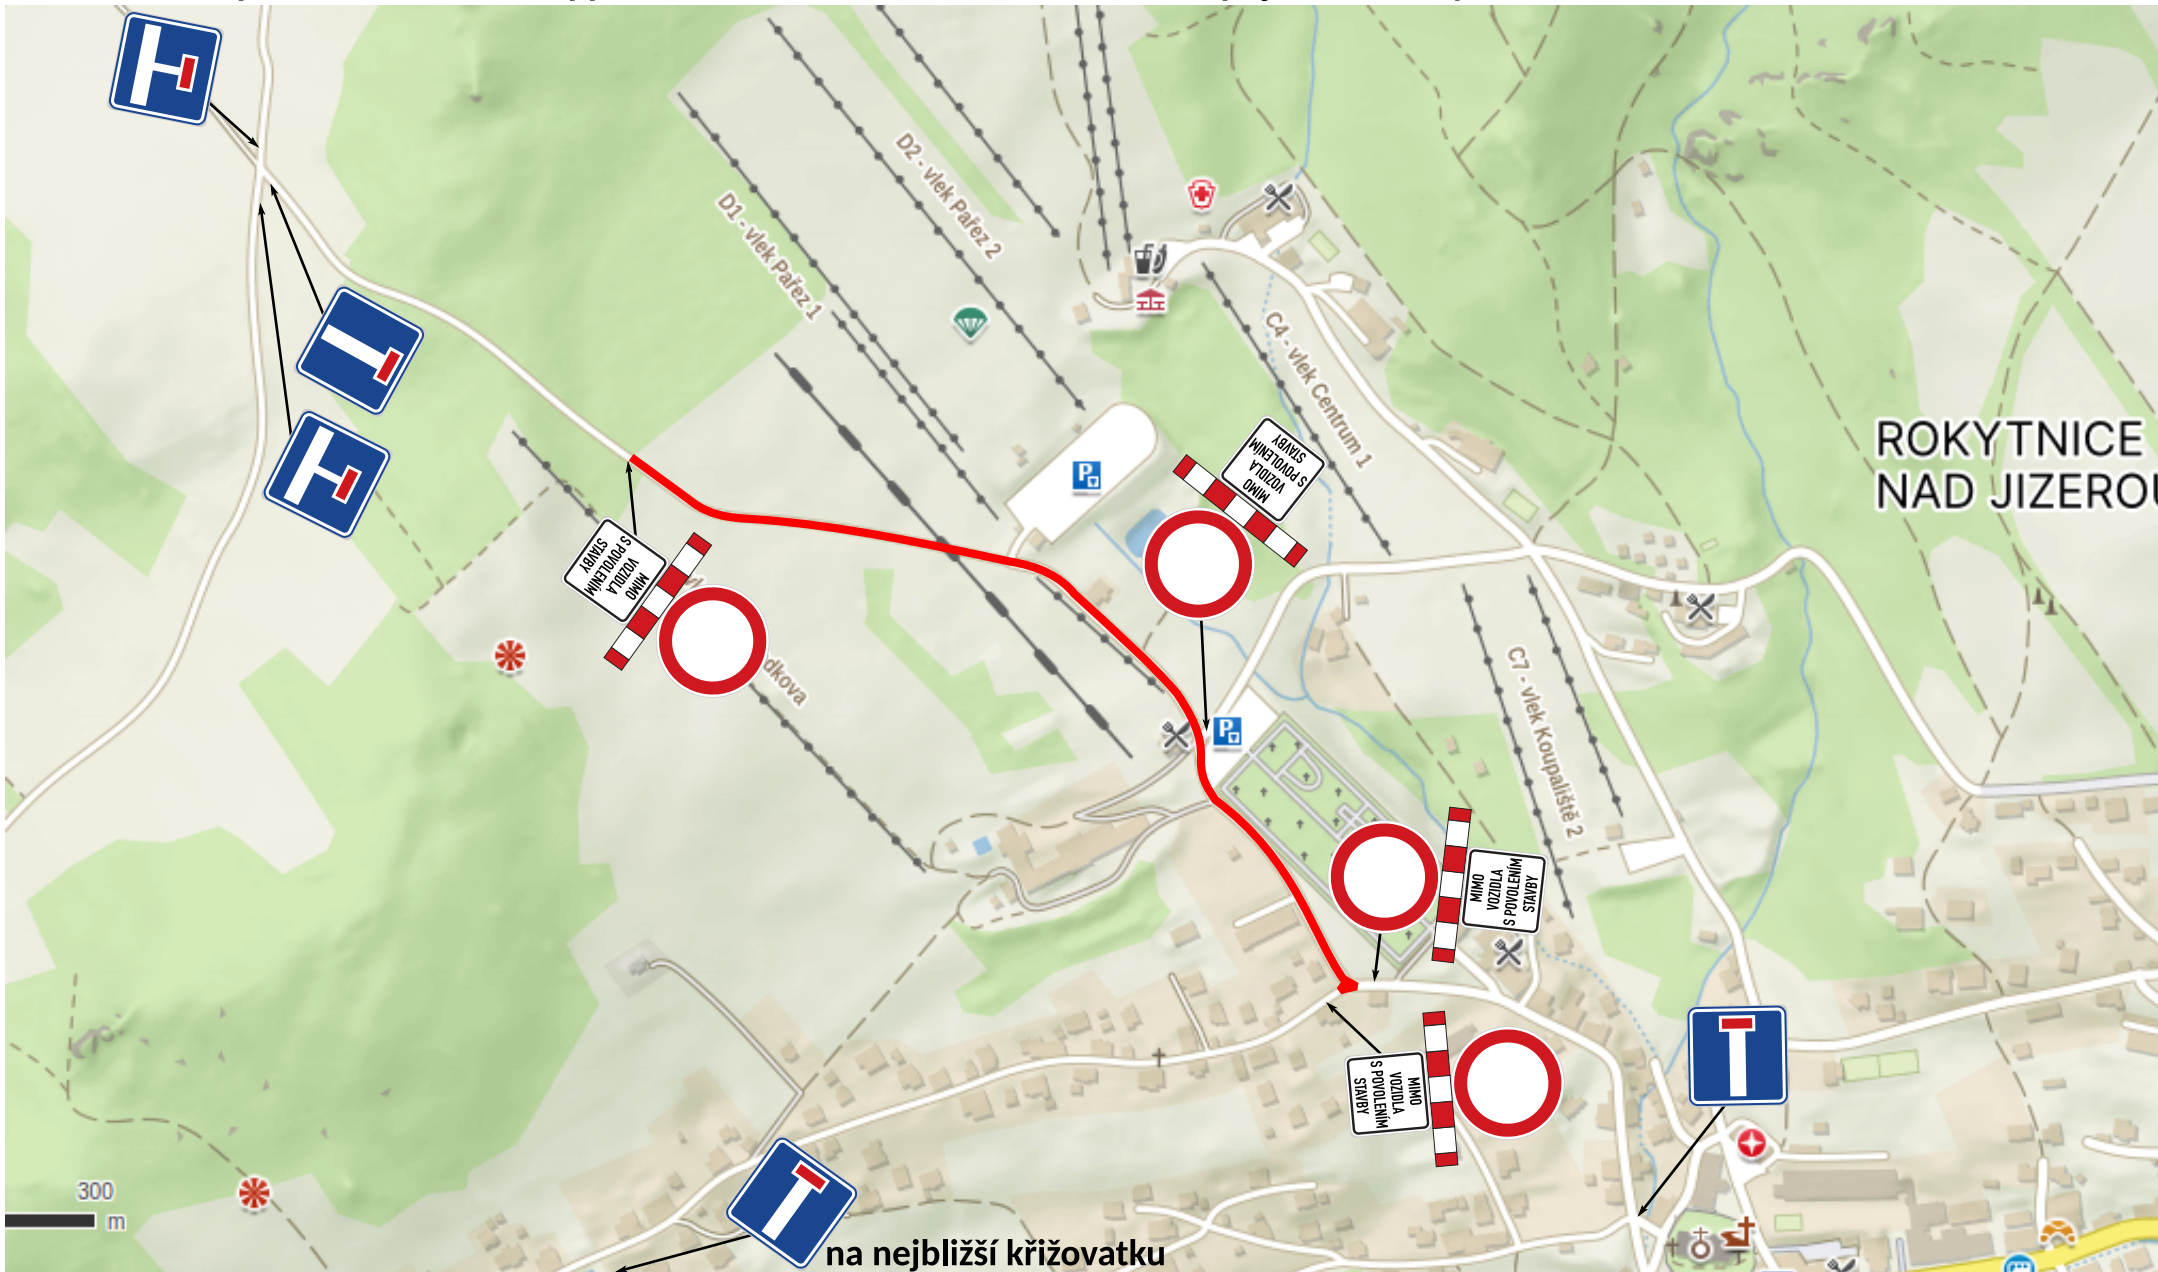 D2 - vlek Pařez 2
D1 - vlek Pařez 1
C4 - vlek Centrum 1
ROKYTNICE
NAD JIZEROU
P
MIMO
VOZIDLA
S POVOLENÍM
STAVBY
MIMO
VOZIDLA
S POVOLENÍM
STAVBY
dkova
P
C7 - vlek Koupaliště 2
MIMO
VOZIDLA
S POVOLENÍM
STAVBY
MIMO
VOZIDLA
S POVOLENÍM
STAVBY
300
m
na nejbližší křižovatku